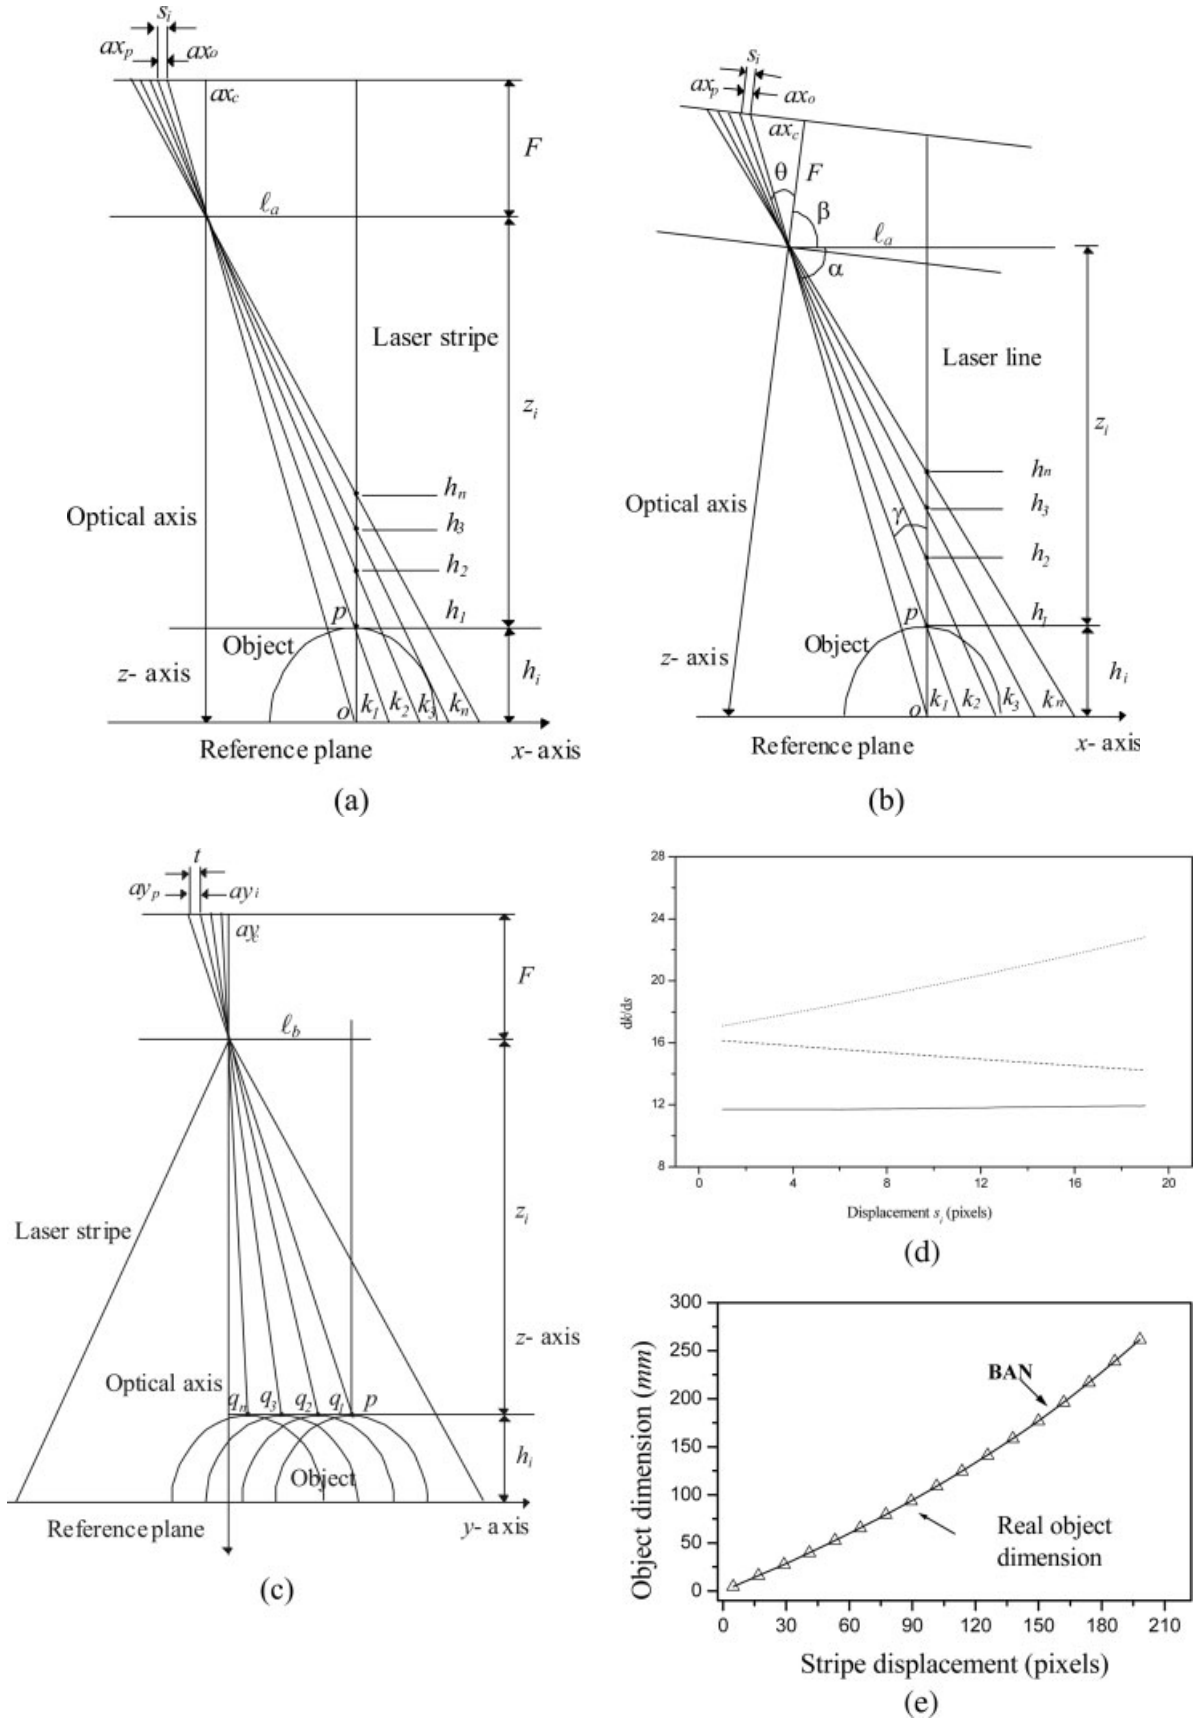 s_i
ax_p ax_o
ax_c
F
ℓ_a
Laser stripe
z_i
h_n
Optical axis
h_3
h_2
p h_1
Object
z- axis
h_i
o k_1 k_2 k_3 k_n
Reference plane
x- axis
(a)
s_i
ax_p ax_o
ax_c
θ F
β
ℓ_a
α
Laser line
z_i
h_n
Optical axis
h_3
γ
h_2
p h_1
Object
z- axis
h_i
o k_1 k_2 k_3 k_n
Reference plane
x- axis
(b)
t
ay_p ay_i
ay_c
F
ℓ_b
Laser stripe
z_i
z- axis
Optical axis
q_n q_3 q_2 q_1 p
h_i
Object
Reference plane
y- axis
(c)
28
24
20
16
12
8
dk/ds
0 4 8 12 16 20
Displacement s_i (pixels)
(d)
300
250
200
150
100
50
0
Object dimension (mm)
BAN
Real object
dimension
0 30 60 90 120 150 180 210
Stripe displacement (pixels)
(e)